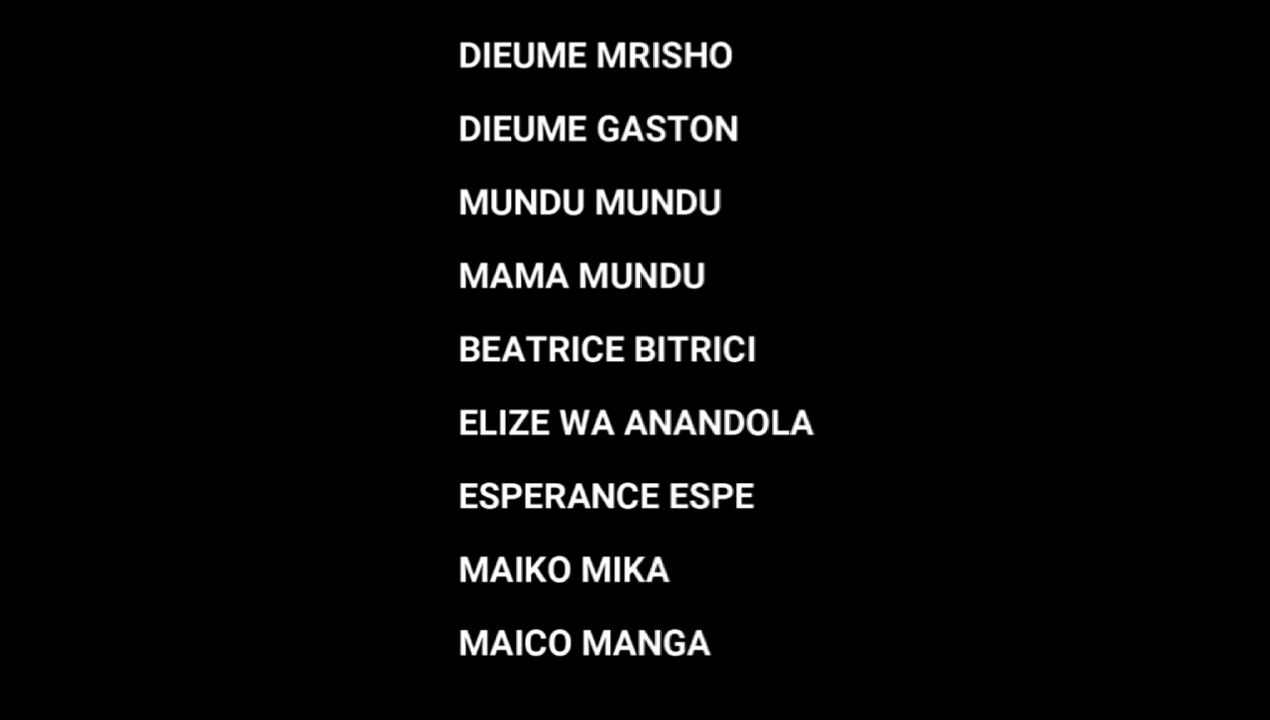 DIEUME MRISHO
DIEUME GASTON
MUNDU MUNDU
MAMA MUNDU
BEATRICE BITRICI
ELIZE WA ANANDOLA
ESPERANCE ESPE
MAIKO MIKA
MAICO MANGA